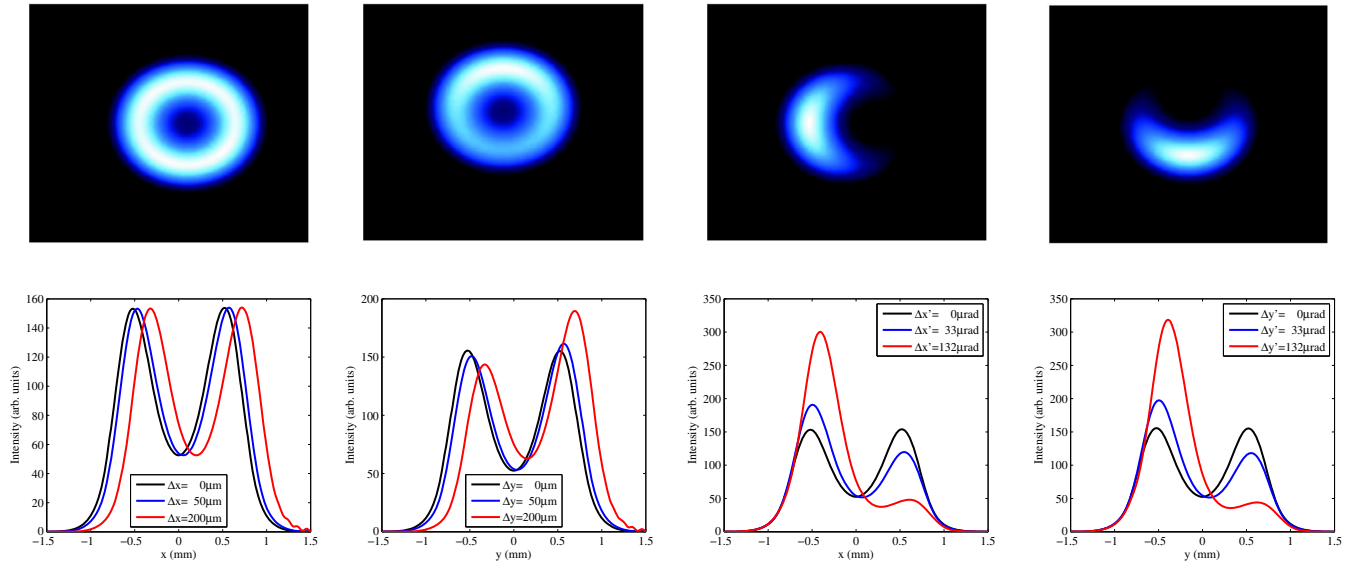 160
140
120
100
80
60
40
20
0
Intensity (arb. units)
Δx=   0μm
Δx=  50μm
Δx=200μm
−1.5 −1 −0.5 0 0.5 1 1.5
x (mm)
200
150
100
50
0
Intensity (arb. units)
Δy=   0μm
Δy=  50μm
Δy=200μm
−1.5 −1 −0.5 0 0.5 1 1.5
y (mm)
350
300
250
200
150
100
50
0
Intensity (arb. units)
Δx'=   0μrad
Δx'=  33μrad
Δx'=132μrad
−1.5 −1 −0.5 0 0.5 1 1.5
x (mm)
350
300
250
200
150
100
50
0
Intensity (arb. units)
Δy'=   0μrad
Δy'=  33μrad
Δy'=132μrad
−1.5 −1 −0.5 0 0.5 1 1.5
y (mm)